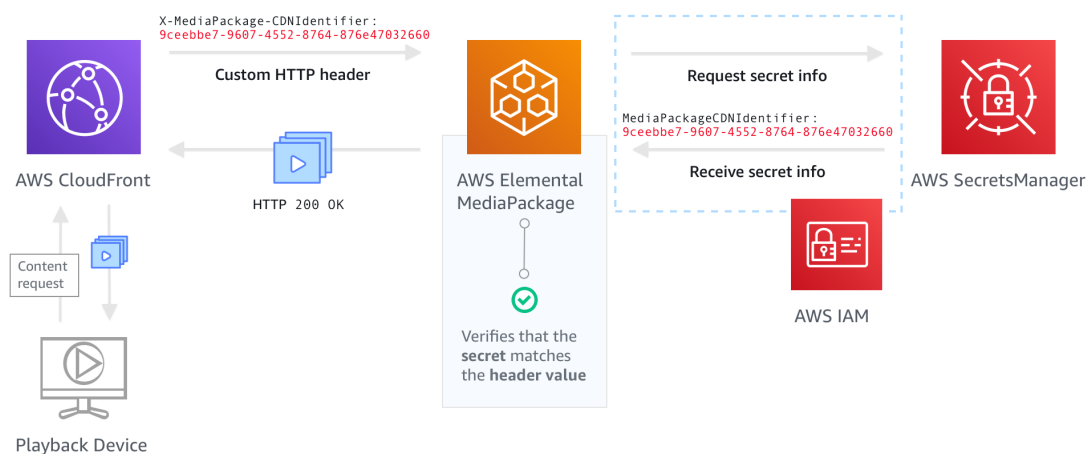 X-MediaPackage-CDNIdentifier:
9ceebbe7-9607-4552-8764-876e47032660
Custom HTTP header
Request secret info
MediaPackageCDNIdentifier:
9ceebbe7-9607-4552-8764-876e47032660
Receive secret info
AWS CloudFront
HTTP 200 OK
AWS Elemental
MediaPackage
AWS SecretsManager
Content
request
AWS IAM
Verifies that the
secret matches
the header value
Playback Device